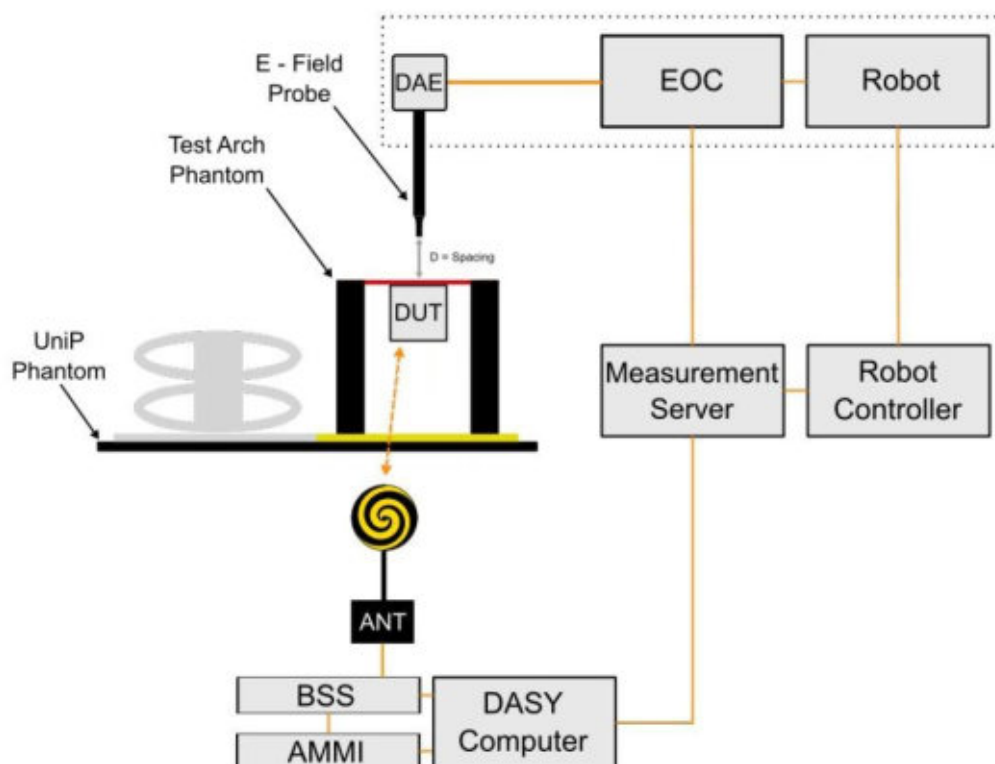 E - Field
Probe
DAE
EOC
Robot
Test Arch
Phantom
D = Spacing
DUT
UniP
Phantom
Measurement
Server
Robot
Controller
ANT
BSS
AMMI
DASY
Computer